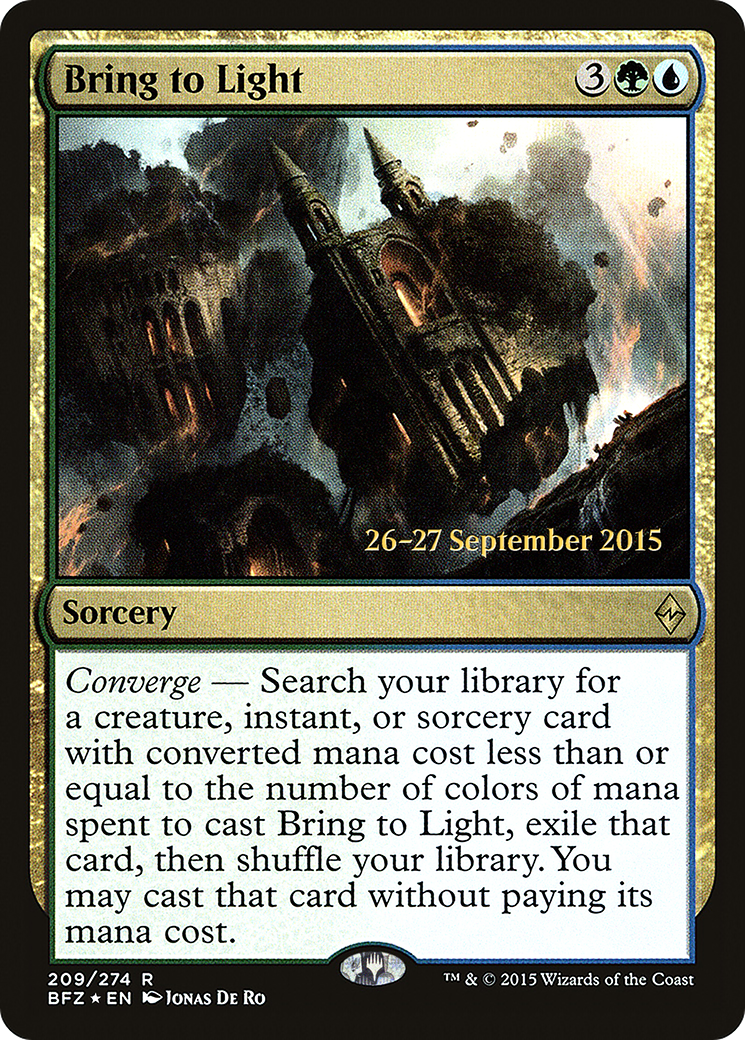 Bring to Light 3
26–27 September 2015
Sorcery
Converge — Search your library for
a creature, instant, or sorcery card
with converted mana cost less than or
equal to the number of colors of mana
spent to cast Bring to Light, exile that
card, then shuffle your library. You
may cast that card without paying its
mana cost.
209/274 R
BFZ ★ EN Jonas De Ro
™ & © 2015 Wizards of the Coast